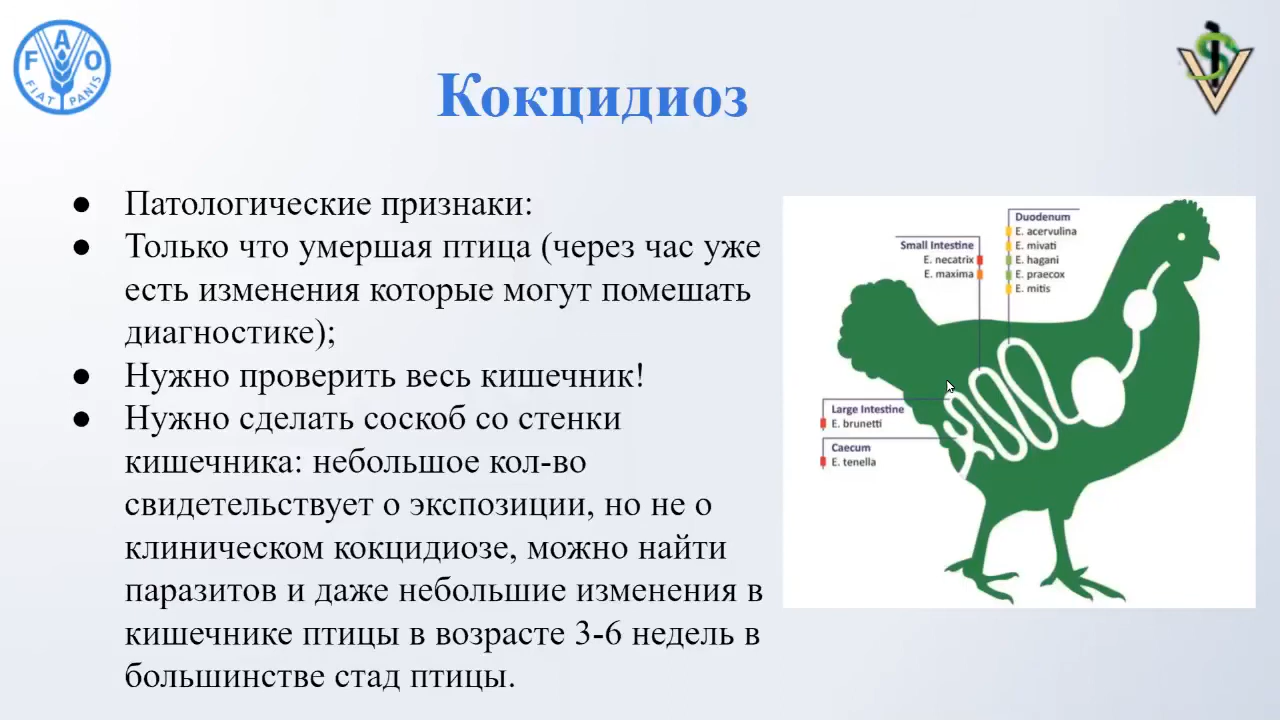 FAO
FIAT PANIS
Кокцидиоз
● Патологические признаки:
● Только что умершая птица (через час уже
есть изменения которые могут помешать
диагностике);
● Нужно проверить весь кишечник!
● Нужно сделать соскоб со стенки
кишечника: небольшое кол-во
свидетельствует о экспозиции, но не о
клиническом кокцидиозе, можно найти
паразитов и даже небольшие изменения в
кишечнике птицы в возрасте 3-6 недель в
большинстве стад птицы.
Duodenum
E. acervulina
E. mivati
E. hagani
E. praecox
E. mitis
Small Intestine
E. necatrix
E. maxima
Large Intestine
E. brunetti
Caecum
E. tenella